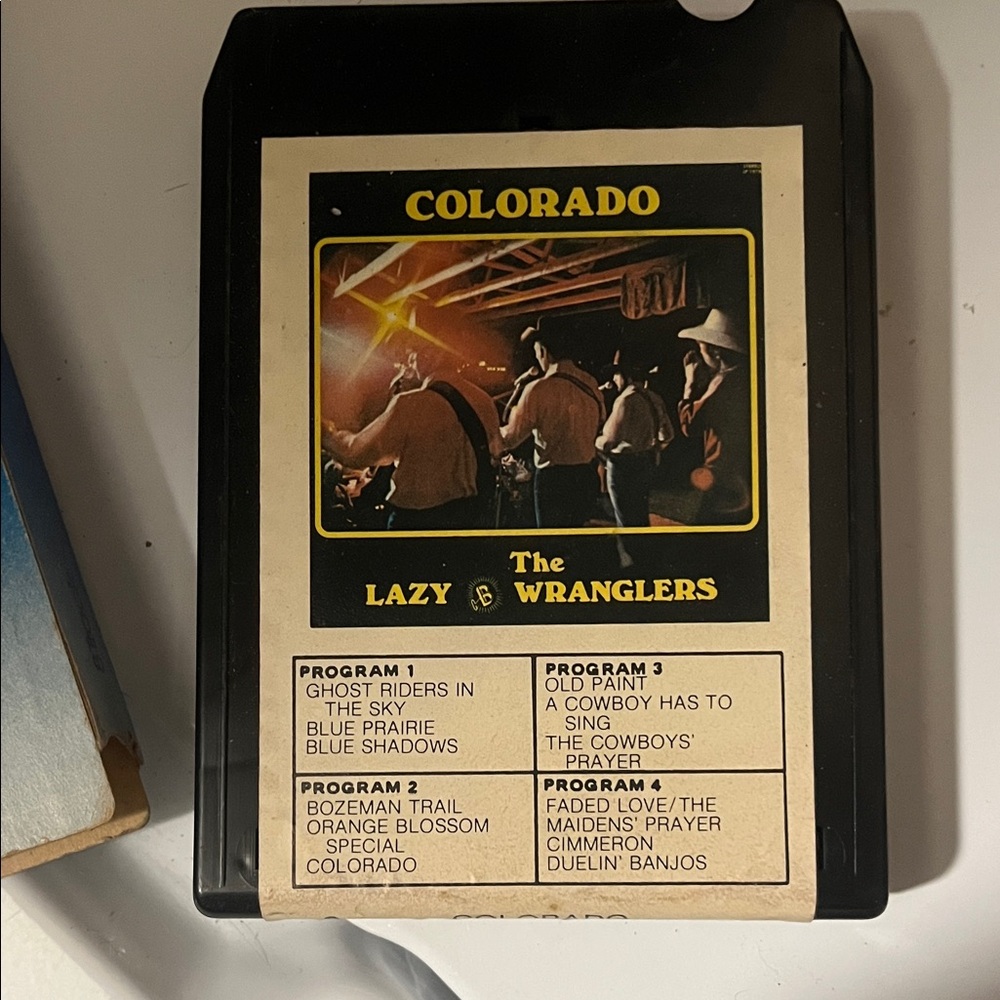 COLORADO
The
LAZY B WRANGLERS
PROGRAM 1
GHOST RIDERS IN
THE SKY
BLUE PRAIRIE
BLUE SHADOWS
PROGRAM 2
BOZEMAN TRAIL
ORANGE BLOSSOM
SPECIAL
COLORADO
PROGRAM 3
OLD PAINT
A COWBOY HAS TO
SING
THE COWBOYS'
PRAYER
PROGRAM 4
FADED LOVE/THE
MAIDENS' PRAYER
CIMMERON
DUELIN' BANJOS
COLORADO